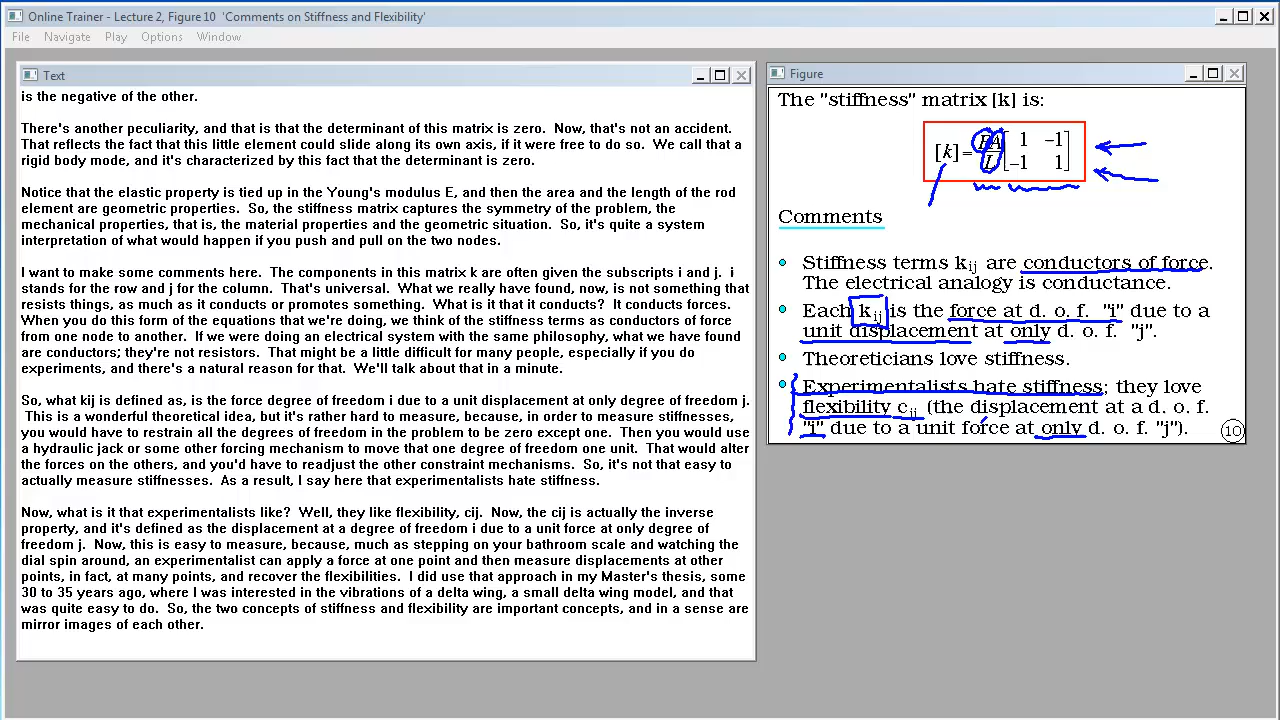 Online Trainer - Lecture 2, Figure 10 'Comments on Stiffness and Flexibility'
File Navigate Play Options Window
Text
is the negative of the other.
There's another peculiarity, and that is that the determinant of this matrix is zero. Now, that's not an accident.
That reflects the fact that this little element could slide along its own axis, if it were free to do so. We call that a
rigid body mode, and it's characterized by this fact that the determinant is zero.
Notice that the elastic property is tied up in the Young's modulus E, and then the area and the length of the rod
element are geometric properties. So, the stiffness matrix captures the symmetry of the problem, the
mechanical properties, that is, the material properties and the geometric situation. So, it's quite a system
interpretation of what would happen if you push and pull on the two nodes.
I want to make some comments here. The components in this matrix k are often given the subscripts i and j. i
stands for the row and j for the column. That's universal. What we really have found, now, is not something that
resists things, as much as it conducts or promotes something. What is it that it conducts? It conducts forces.
When you do this form of the equations that we're doing, we think of the stiffness terms as conductors of force
from one node to another. If we were doing an electrical system with the same philosophy, what we have found
are conductors; they're not resistors. That might be a little difficult for many people, especially if you do
experiments, and there's a natural reason for that. We'll talk about that in a minute.
So, what kij is defined as, is the force degree of freedom i due to a unit displacement at only degree of freedom j.
This is a wonderful theoretical idea, but it's rather hard to measure, because, in order to measure stiffnesses,
you would have to restrain all the degrees of freedom in the problem to be zero except one. Then you would use
a hydraulic jack or some other forcing mechanism to move that one degree of freedom one unit. That would alter
the forces on the others, and you'd have to readjust the other constraint mechanisms. So, it's not that easy to
actually measure stiffnesses. As a result, I say here that experimentalists hate stiffness.
Now, what is it that experimentalists like? Well, they like flexibility, cij. Now, the cij is actually the inverse
property, and it's defined as the displacement at a degree of freedom i due to a unit force at only degree of
freedom j. Now, this is easy to measure, because, much as stepping on your bathroom scale and watching the
dial spin around, an experimentalist can apply a force at one point and then measure displacements at other
points, in fact, at many points, and recover the flexibilities. I did use that approach in my Master's thesis, some
30 to 35 years ago, where I was interested in the vibrations of a delta wing, a small delta wing model, and that
was quite easy to do. So, the two concepts of stiffness and flexibility are important concepts, and in a sense are
mirror images of each other.
Figure
The "stiffness" matrix [k] is:
[k] = EA/L [1 -1
-1 1]
Comments
• Stiffness terms kij are conductors of force.
The electrical analogy is conductance.
• Each kij is the force at d. o. f. "i" due to a
unit displacement at only d. o. f. "j".
• Theoreticians love stiffness.
• Experimentalists hate stiffness; they love
flexibility cij (the displacement at a d. o. f.
"i" due to a unit force at only d. o. f. "j").
10